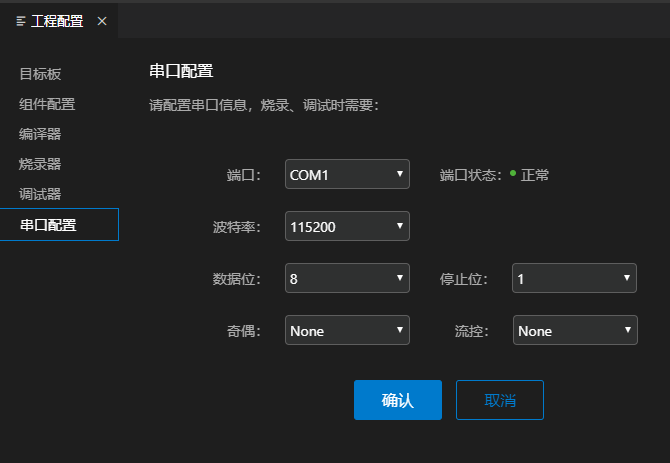 工程配置
目标板
组件配置
编译器
烧录器
调试器
串口配置
串口配置
请配置串口信息，烧录、调试时需要：
端口： COM1 端口状态： 正常
波特率： 115200
数据位： 8 停止位： 1
奇偶： None 流控： None
确认 取消